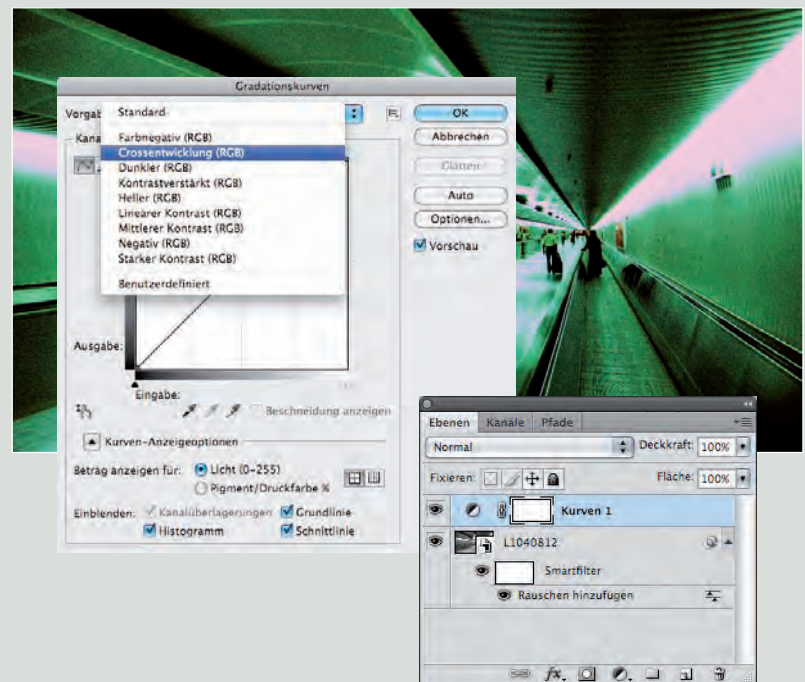 Gradationskurven
Vorgab
Standard
OK
Kana
Farbnegativ (RGB)
Abbrechen
Crossentwicklung (RGB)
Dunkler (RGB)
Glätten
Kontrastverstärkt (RGB)
Heller (RGB)
Auto
Linearer Kontrast (RGB)
Optionen...
Mittlerer Kontrast (RGB)
Negativ (RGB)
Vorschau
Starker Kontrast (RGB)
Benutzerdefiniert
Ausgabe:
Eingabe:
Beschneidung anzeigen
Kurven-Anzeigeoptionen
Betrag anzeigen für: Licht (0–255)
Pigment/Druckfarbe %
Einblenden: Kanalüberlagerungen Grundlinie
Histogramm Schnittlinie
Ebenen Kanäle Pfade
Normal Deckkraft: 100%
Fixieren: Fläche: 100%
Kurven 1
L1040812
Smartfilter
Rauschen hinzufügen
fx.